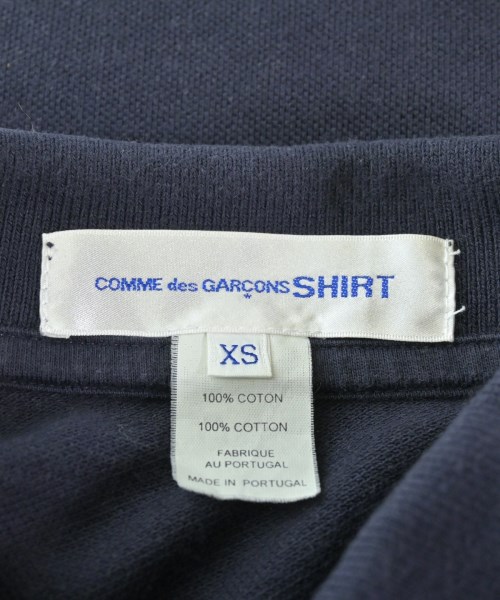 COMME des GARÇONS SHIRT
XS
100% COTON
100% COTTON
FABRIQUE
AU PORTUGAL
MADE IN PORTUGAL